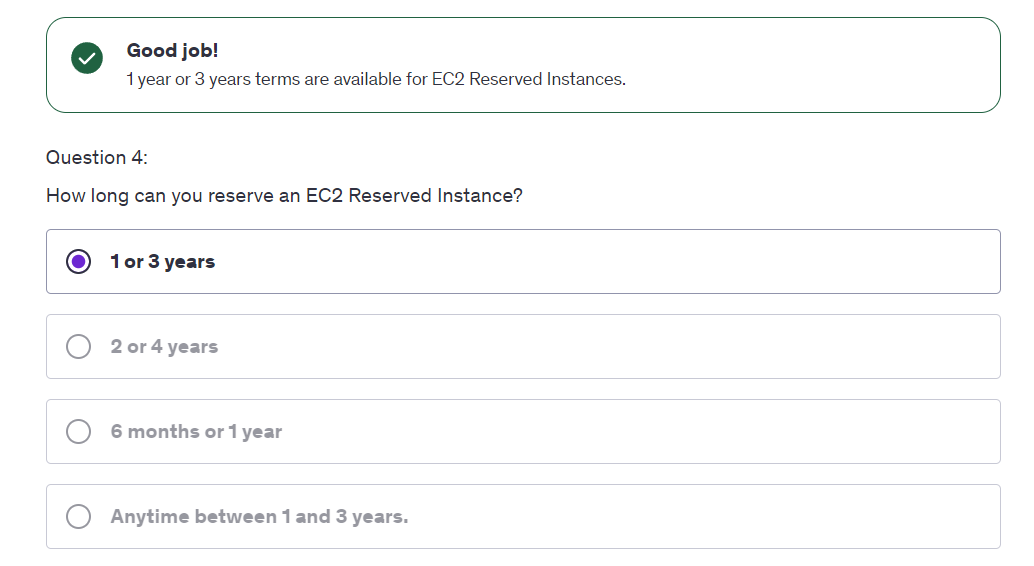 Good job!
1 year or 3 years terms are available for EC2 Reserved Instances.
Question 4:
How long can you reserve an EC2 Reserved Instance?
1 or 3 years
2 or 4 years
6 months or 1 year
Anytime between 1 and 3 years.